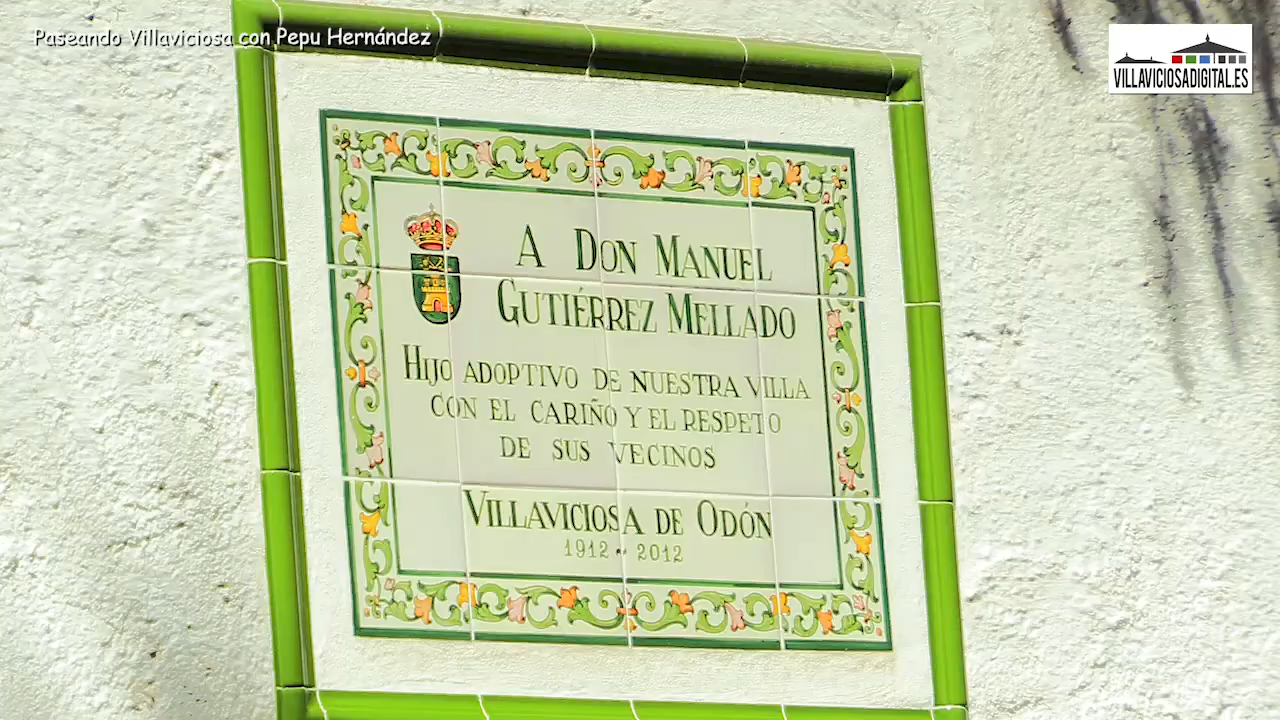 Paseando Villaviciosa con Pepu Hernández
VILLAVICIOSADIGITAL.ES
A DON MANUEL
GUTIÉRREZ MELLADO
HIJO ADOPTIVO DE NUESTRA VILLA
CON EL CARIÑO Y EL RESPETO
DE SUS VECINOS
VILLAVICIOSA DE ODÓN
1912 - 2012